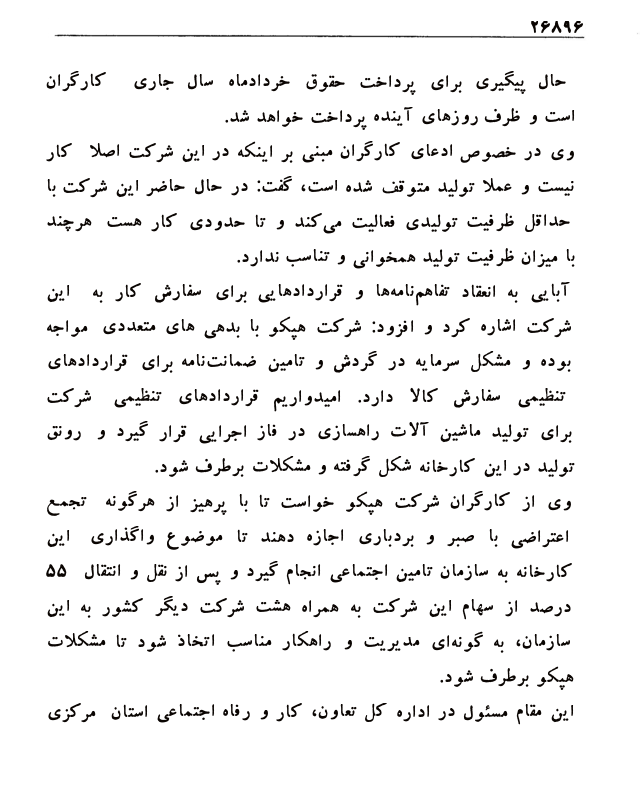 ۲۶۸۹۶
حال پیگیری برای پرداخت حقوق خردادماه سال جاری کارگران
است و ظرف روزهای آینده پرداخت خواهد شد.
وی در خصوص ادعای کارگران مبنی بر اینکه در این شرکت اصلا کار
نیست و عملا تولید متوقف شده است، گفت: در حال حاضر این شرکت با
حداقل ظرفیت تولیدی فعالیت می‌کند و تا حدودی کار هست هرچند
با میزان ظرفیت تولید همخوانی و تناسب ندارد.
آبایی به انعقاد تفاهم‌نامه‌ها و قراردادهایی برای سفارش کار به این
شرکت اشاره کرد و افزود: شرکت هپکو با بدهی های متعددی مواجه
بوده و مشکل سرمایه در گردش و تامین ضمانت‌نامه برای قراردادهای
تنظیمی سفارش کالا دارد. امیدواریم قراردادهای تنظیمی شرکت
برای تولید ماشین آلات راهسازی در فاز اجرایی قرار گیرد و رونق
تولید در این کارخانه شکل گرفته و مشکلات برطرف شود.
وی از کارگران شرکت هپکو خواست تا با پرهیز از هرگونه تجمع
اعتراضی با صبر و بردباری اجازه دهند تا موضوع واگذاری این
کارخانه به سازمان تامین اجتماعی انجام گیرد و پس از نقل و انتقال ۵۵
درصد از سهام این شرکت به همراه هشت شرکت دیگر کشور به این
سازمان، به گونه‌ای مدیریت و راهکار مناسب اتخاذ شود تا مشکلات
هپکو برطرف شود.
این مقام مسئول در اداره کل تعاون، کار و رفاه اجتماعی استان مرکزی